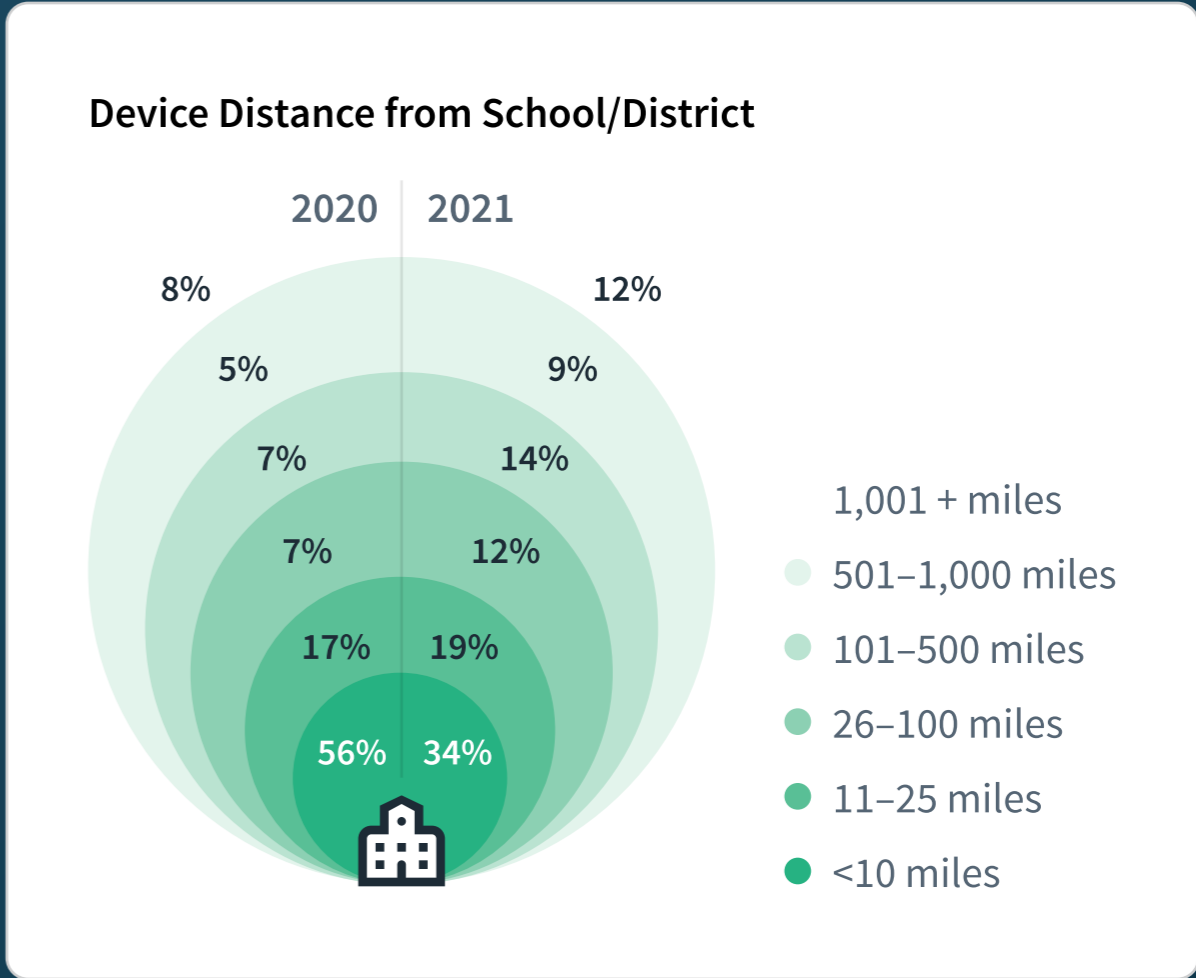 Device Distance from School/District
2020 2021
8% 12%
5% 9%
7% 14%
7% 12%
17% 19%
56% 34%
1,001 + miles
501–1,000 miles
101–500 miles
26–100 miles
11–25 miles
<10 miles